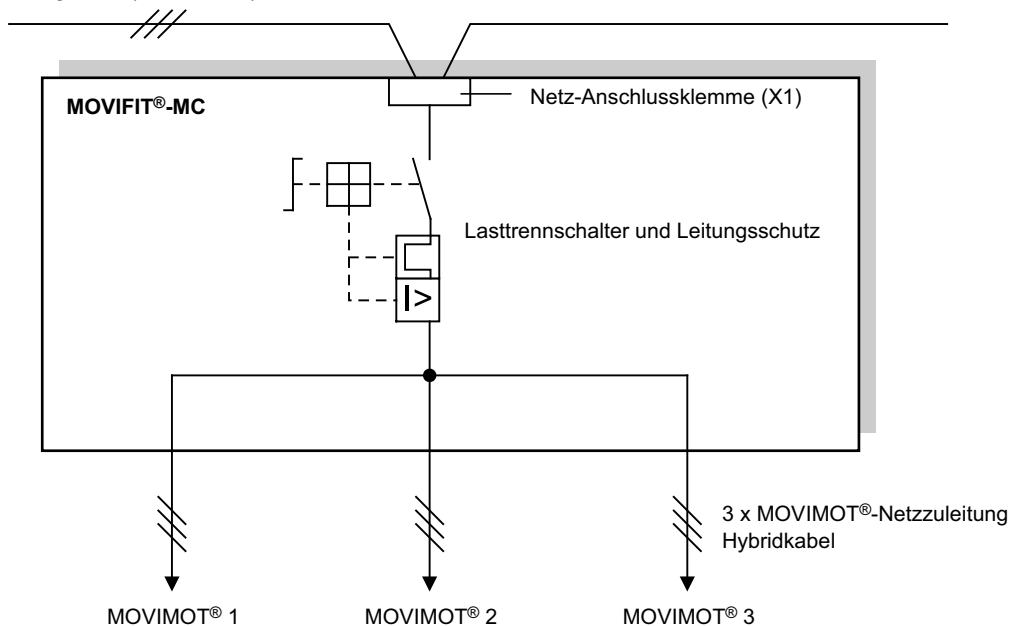 MOVIFIT®-MC
Netz-Anschlussklemme (X1)
Lasttrennschalter und Leitungsschutz
I>
3 x MOVIMOT®-Netzzuleitung
Hybridkabel
MOVIMOT® 1
MOVIMOT® 2
MOVIMOT® 3